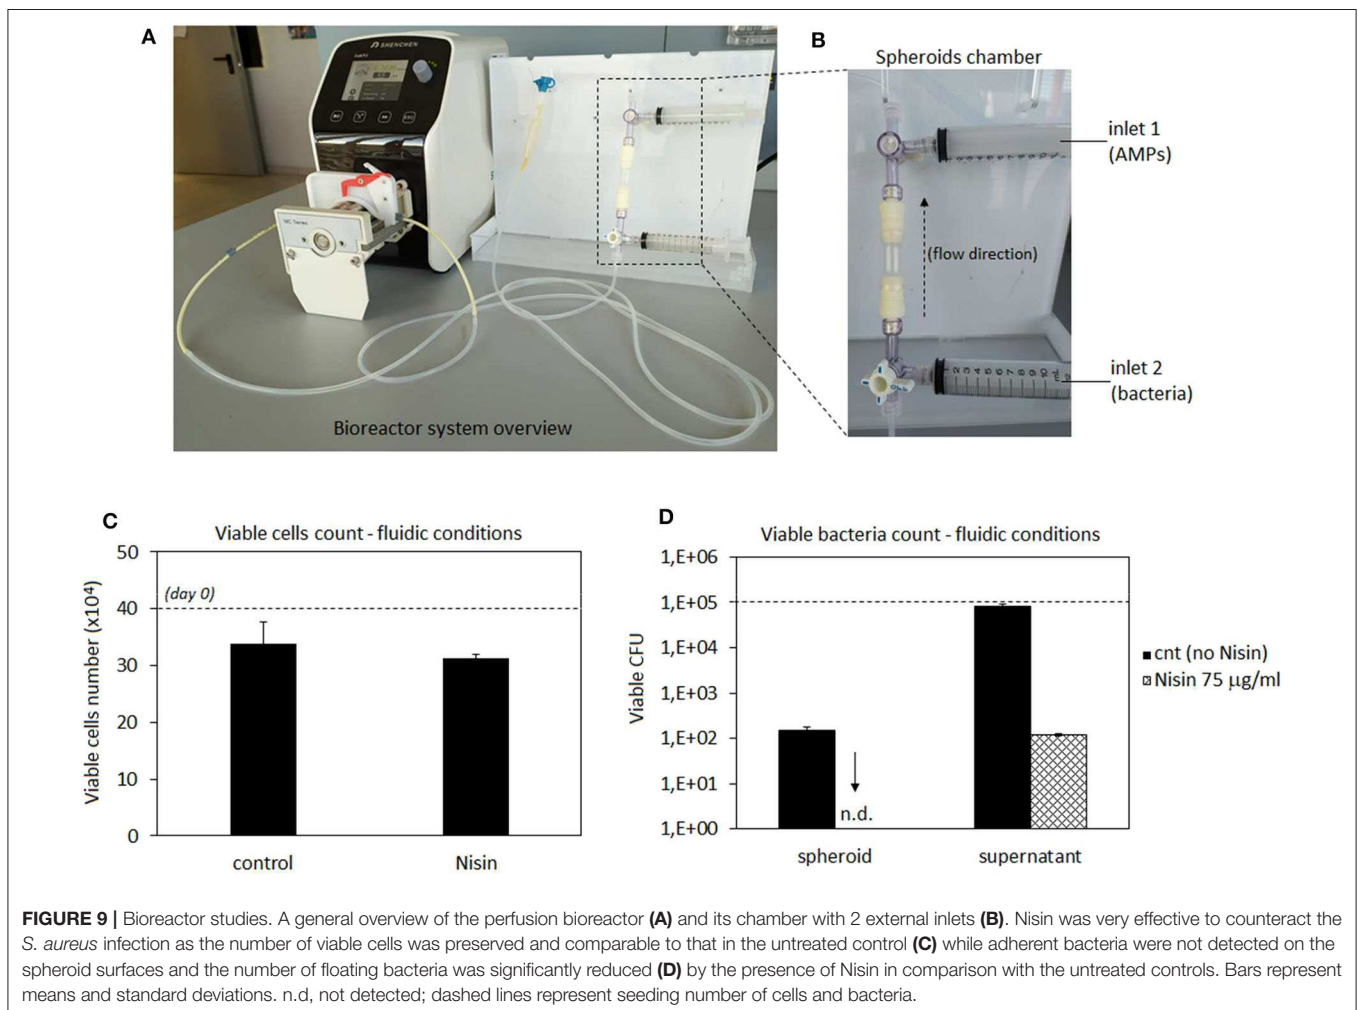 A
SHENCHEN
ESC
MC Series
Bioreactor system overview
B
Spheroids chamber
inlet 1
(AMPs)
(flow direction)
inlet 2
(bacteria)
C
Viable cells count - fluidic conditions
50
(day 0)
40
30
20
10
0
Viable cells number (x10⁴)
control
Nisin
D
Viable bacteria count - fluidic conditions
1,E+06
1,E+05
1,E+04
1,E+03
1,E+02
1,E+01
1,E+00
Viable CFU
n.d.
spheroid
supernatant
cnt (no Nisin)
Nisin 75 µg/ml
FIGURE 9 | Bioreactor studies. A general overview of the perfusion bioreactor (A) and its chamber with 2 external inlets (B). Nisin was very effective to counteract the
S. aureus infection as the number of viable cells was preserved and comparable to that in the untreated control (C) while adherent bacteria were not detected on the
spheroid surfaces and the number of floating bacteria was significantly reduced (D) by the presence of Nisin in comparison with the untreated controls. Bars represent
means and standard deviations. n.d, not detected; dashed lines represent seeding number of cells and bacteria.